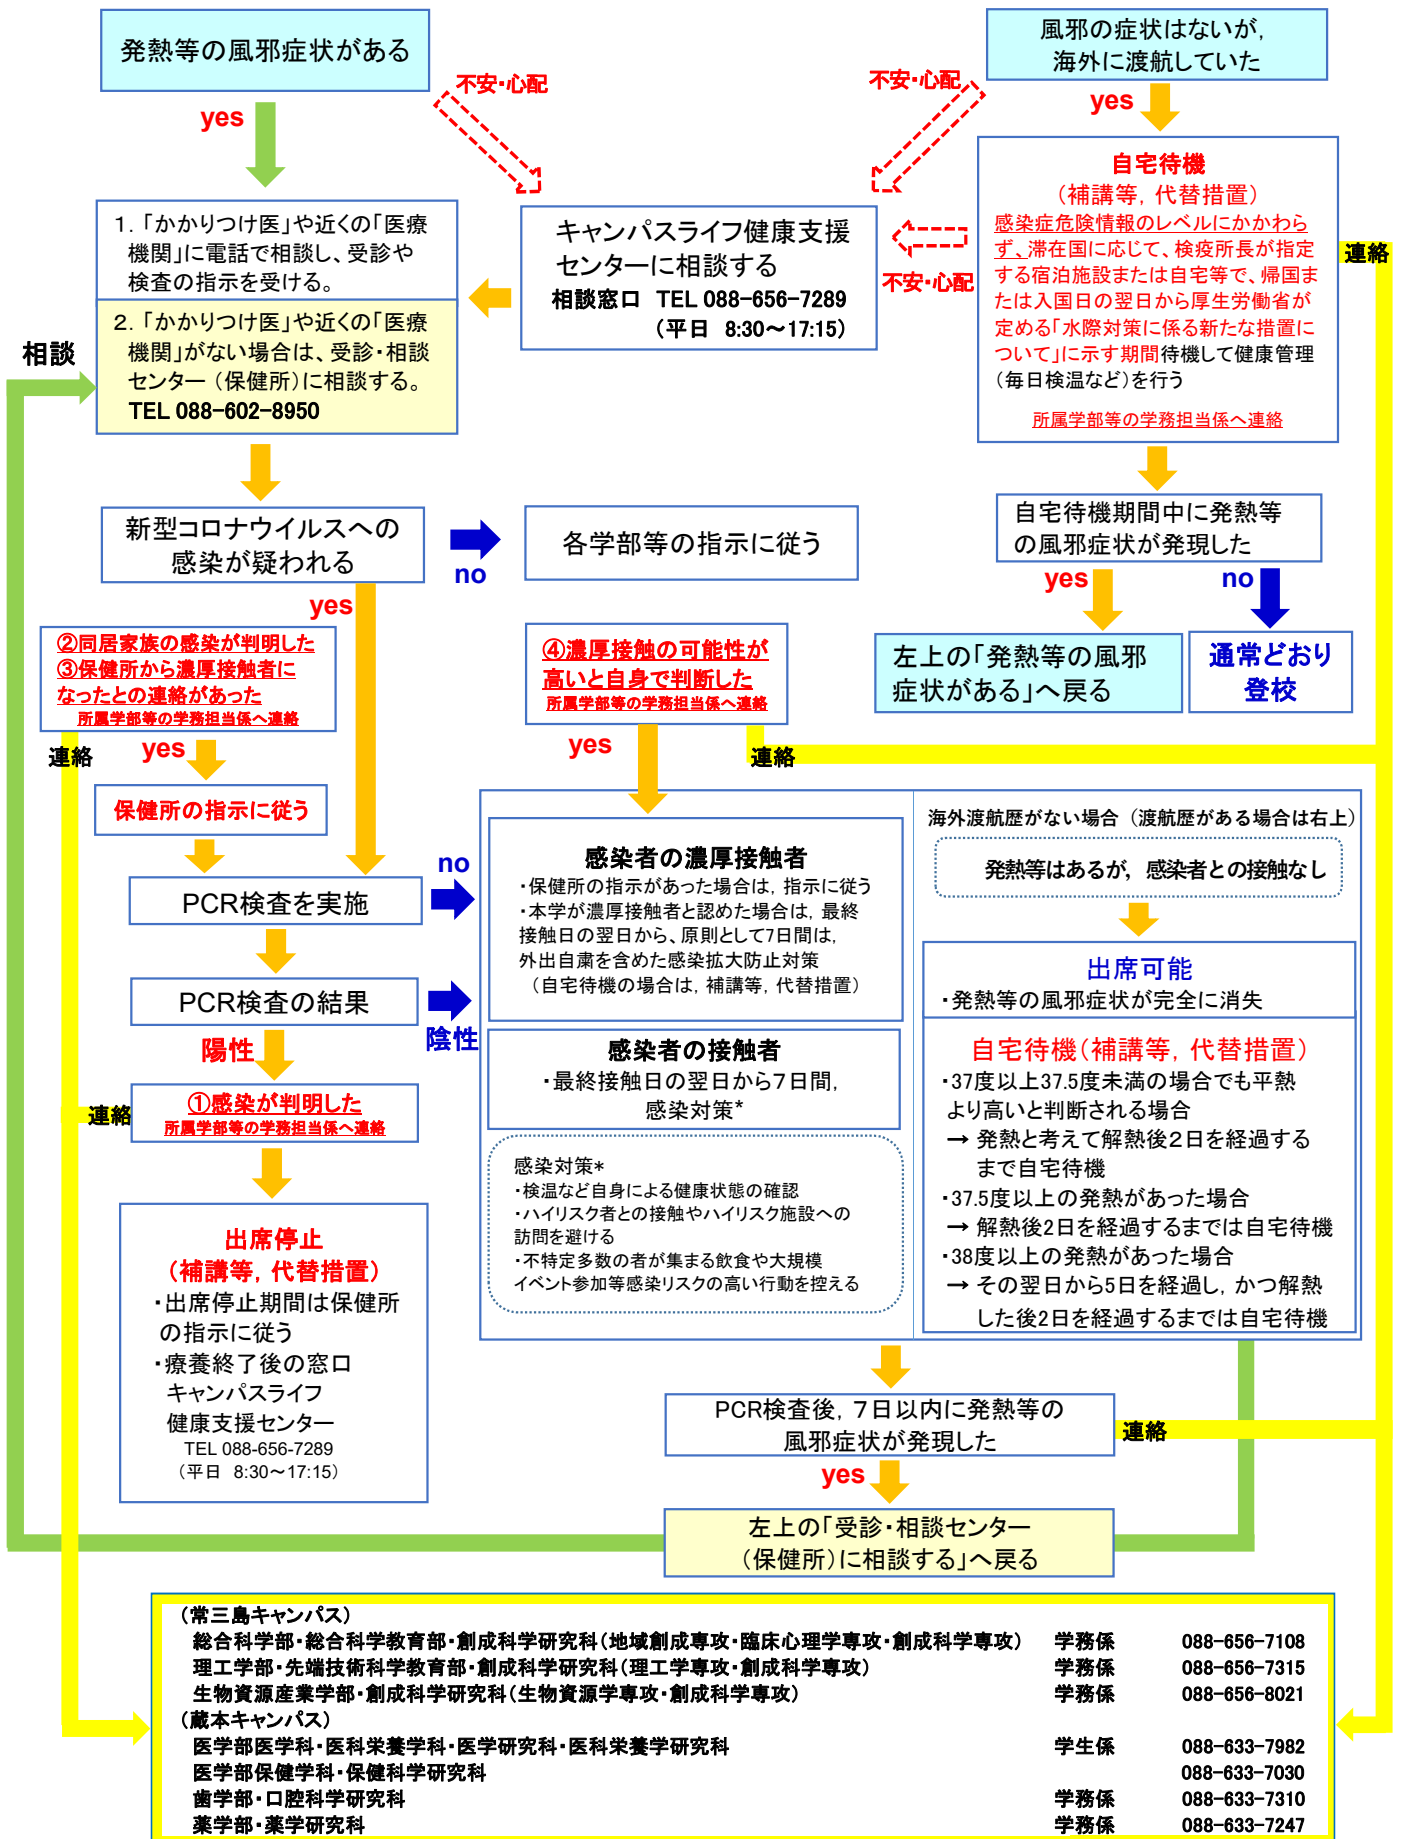 発熱等の風邪症状がある
風邪の症状はないが,
海外に渡航していた
不安・心配
不安・心配
yes
yes
自宅待機
（補講等, 代替措置）
感染症危険情報のレベルにかかわら
ず、滞在国に応じて、検疫所長が指定
する宿泊施設または自宅等で、帰国ま
たは入国日の翌日から厚生労働省が
定める「水際対策に係る新たな措置に
ついて」に示す期間待機して健康管理
（毎日検温など）を行う
所属学部等の学務担当係へ連絡
連絡
1. 「かかりつけ医」や近くの「医療
機関」に電話で相談し、受診や
検査の指示を受ける。
2. 「かかりつけ医」や近くの「医療
機関」がない場合は、受診・相談
センター（保健所）に相談する。
TEL 088-602-8950
キャンパスライフ健康支援
センターに相談する
相談窓口 TEL 088-656-7289
（平日 8:30～17:15）
不安・心配
相談
新型コロナウイルスへの
感染が疑われる
no
各学部等の指示に従う
自宅待機期間中に発熱等
の風邪症状が発現した
yes
no
yes
左上の「発熱等の風邪
症状がある」へ戻る
通常どおり
登校
②同居家族の感染が判明した
③保健所から濃厚接触者に
なったとの連絡があった
所属学部等の学務担当係へ連絡
④濃厚接触の可能性が
高いと自身で判断した
所属学部等の学務担当係へ連絡
連絡
yes
yes
連絡
保健所の指示に従う
PCR検査を実施
no
PCR検査の結果
陰性
陽性
①感染が判明した
所属学部等の学務担当係へ連絡
連絡
出席停止
（補講等, 代替措置）
・出席停止期間は保健所
の指示に従う
・療養終了後の窓口
キャンパスライフ
健康支援センター
TEL 088-656-7289
（平日 8:30～17:15）
感染者の濃厚接触者
・保健所の指示があった場合は, 指示に従う
・本学が濃厚接触者と認めた場合は, 最終
接触日の翌日から、原則として7日間は,
外出自粛を含めた感染拡大防止対策
（自宅待機の場合は, 補講等, 代替措置）
感染者の接触者
・最終接触日の翌日から7日間,
感染対策*
感染対策*
・検温など自身による健康状態の確認
・ハイリスク者との接触やハイリスク施設への
訪問を避ける
・不特定多数の者が集まる飲食や大規模
イベント参加等感染リスクの高い行動を控える
海外渡航歴がない場合（渡航歴がある場合は右上）
発熱等はあるが, 感染者との接触なし
出席可能
・発熱等の風邪症状が完全に消失
自宅待機（補講等, 代替措置）
・37度以上37.5度未満の場合でも平熱
より高いと判断される場合
→ 発熱と考えて解熱後2日を経過する
まで自宅待機
・37.5度以上の発熱があった場合
→ 解熱後2日を経過するまでは自宅待機
・38度以上の発熱があった場合
→ その翌日から5日を経過し, かつ解熱
した後2日を経過するまでは自宅待機
PCR検査後, 7日以内に発熱等の
風邪症状が発現した
連絡
yes
左上の「受診・相談センター
（保健所）に相談する」へ戻る
（常三島キャンパス）
総合科学部・総合科学教育部・創成科学研究科（地域創成専攻・臨床心理学専攻・創成科学専攻） 学務係 088-656-7108
理工学部・先端技術科学教育部・創成科学研究科（理工学専攻・創成科学専攻） 学務係 088-656-7315
生物資源産業学部・創成科学研究科（生物資源学専攻・創成科学専攻） 学務係 088-656-8021
（蔵本キャンパス）
医学部医学科・医科栄養学科・医学研究科・医科栄養学研究科 学生係 088-633-7982
医学部保健学科・保健科学研究科 088-633-7030
歯学部・口腔科学研究科 学務係 088-633-7310
薬学部・薬学研究科 学務係 088-633-7247